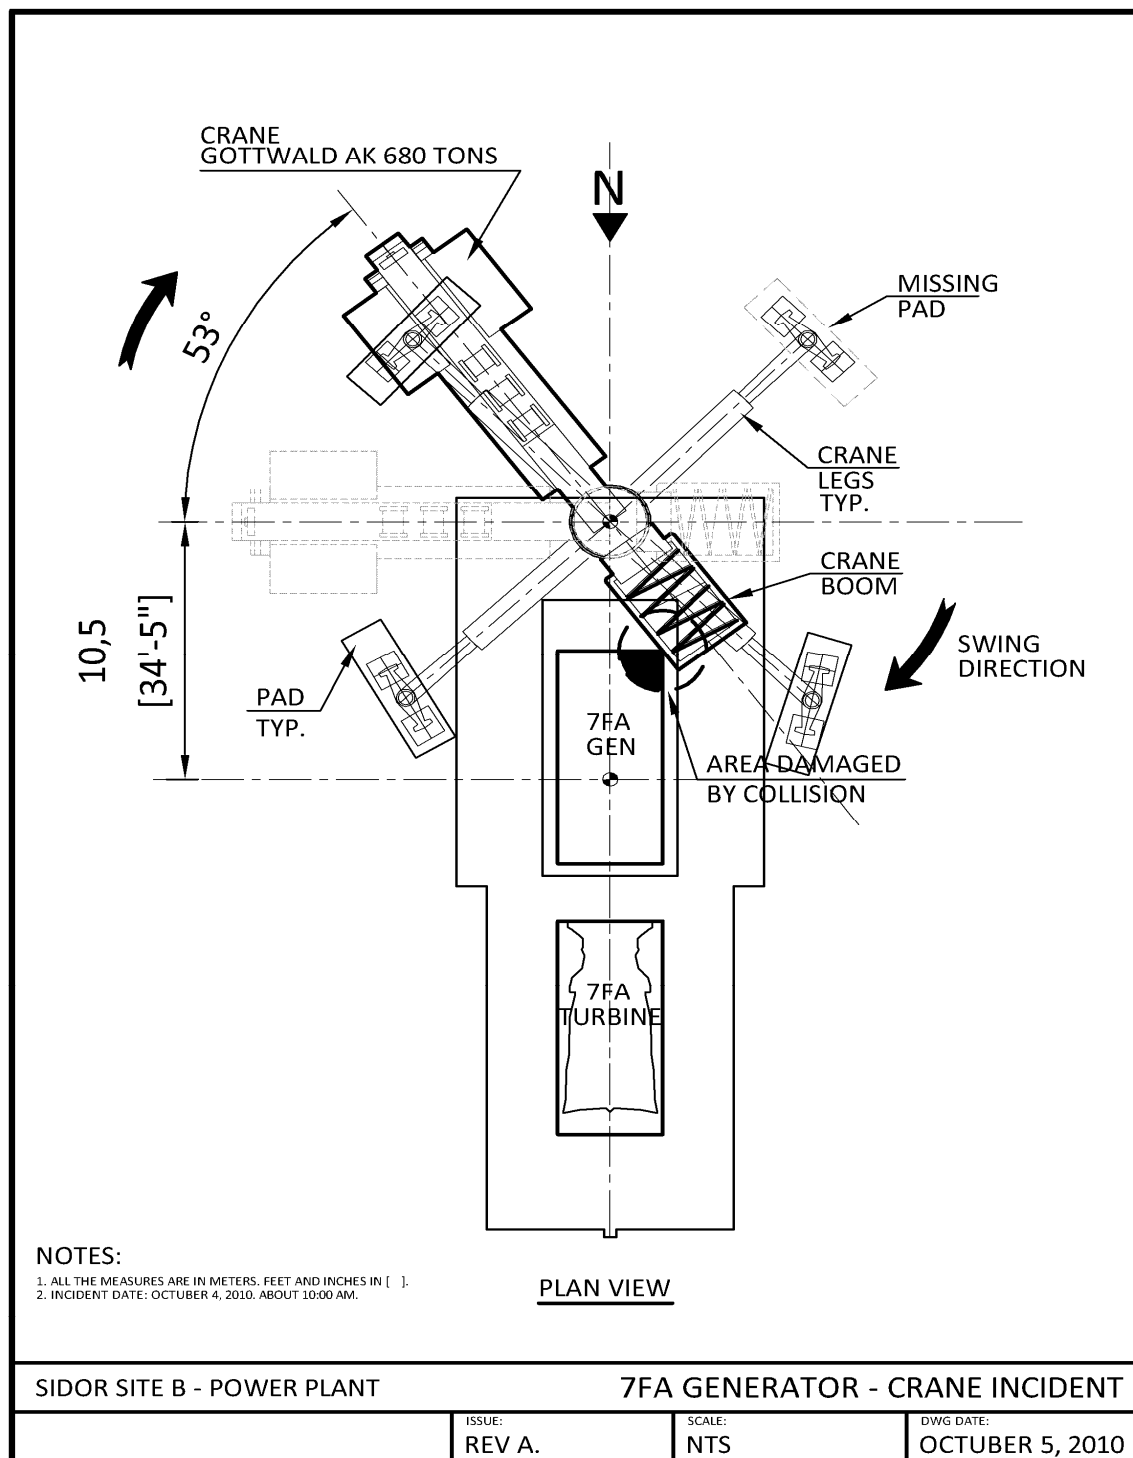 CRANE
GOTTWALD AK 680 TONS
N
MISSING
PAD
53°
CRANE
LEGS
TYP.
CRANE
BOOM
10,5
[34'-5"]
SWING
DIRECTION
PAD
TYP.
7FA
GEN
AREA DAMAGED
BY COLLISION
7FA
TURBINE
NOTES:
1. ALL THE MEASURES ARE IN METERS. FEET AND INCHES IN [ ].
2. INCIDENT DATE: OCTUBER 4, 2010. ABOUT 10:00 AM.
PLAN VIEW
SIDOR SITE B - POWER PLANT
7FA GENERATOR - CRANE INCIDENT
ISSUE:
REV A.
SCALE:
NTS
DWG DATE:
OCTUBER 5, 2010